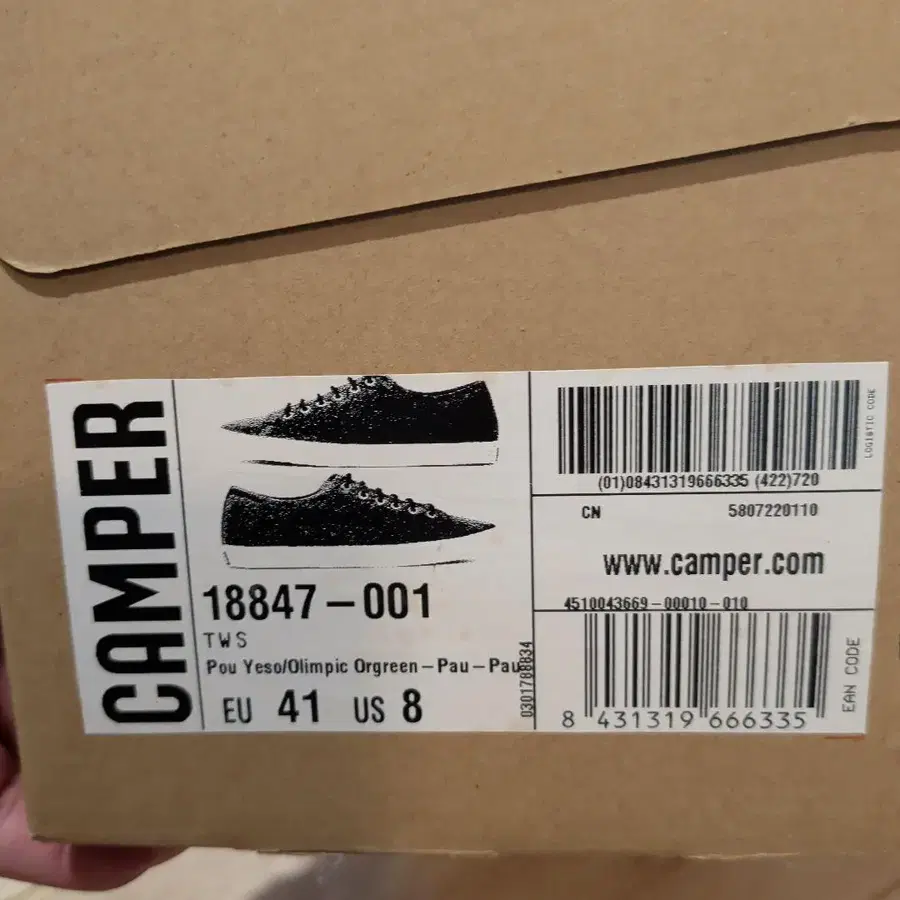 CAMPER
18847-001
TWS
Pou Yeso/Olimpic Orgreen-Pau-Pau
EU 41 US 8
0301788834
(01)08431319666335 (422)720
LOGISTIC CODE
CN 5807220110
www.camper.com
4510043669-00010-010
8 431319 666335
EAN CODE